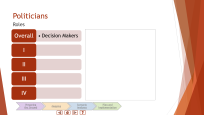 Politicians
Roles
Overall
• Decision Makers
I
II
III
IV